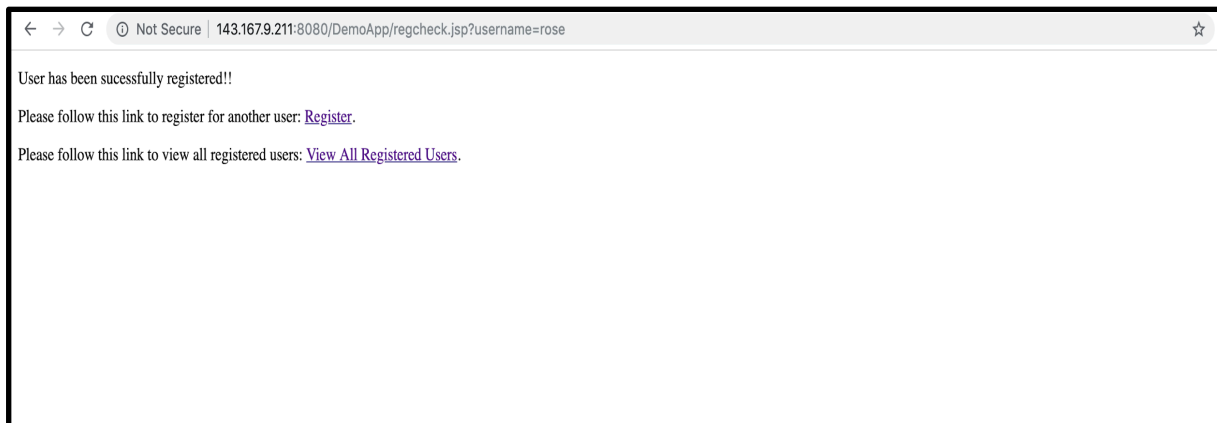 Not Secure | 143.167.9.211:8080/DemoApp/regcheck.jsp?username=rose
User has been sucessfully registered!!
Please follow this link to register for another user: Register.
Please follow this link to view all registered users: View All Registered Users.